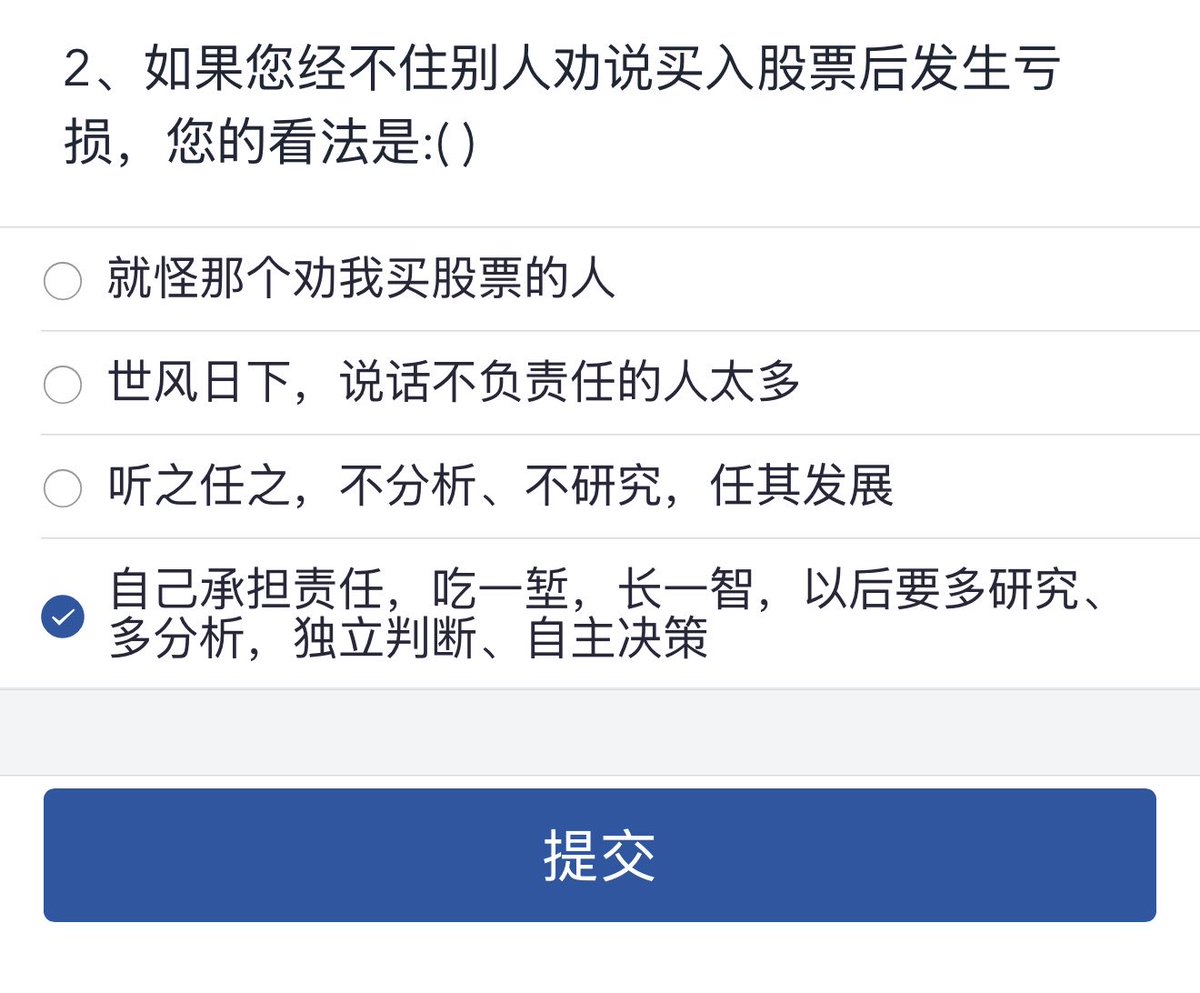 2、如果您经不住别人劝说买入股票后发生亏
损，您的看法是:( )
就怪那个劝我买股票的人
世风日下，说话不负责任的人太多
听之任之，不分析、不研究，任其发展
自己承担责任，吃一堑，长一智，以后要多研究、
多分析，独立判断、自主决策
提交